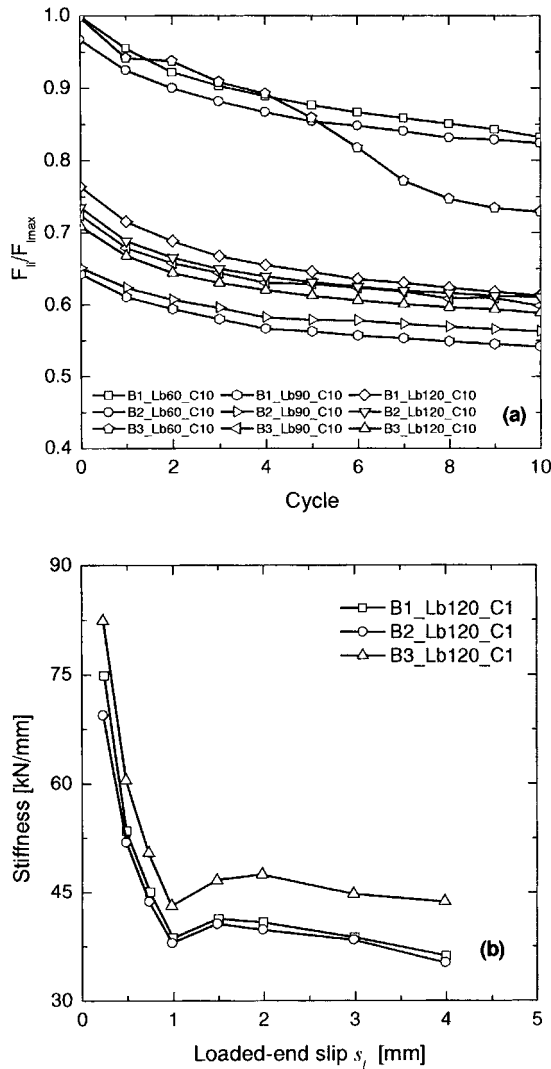 1.0
0.9
0.8
0.7
0.6
0.5
0.4
F_li/F_lmax
B1_Lb60_C10 B1_Lb90_C10 B1_Lb120_C10
B2_Lb60_C10 B2_Lb90_C10 B2_Lb120_C10
B3_Lb60_C10 B3_Lb90_C10 B3_Lb120_C10
(a)
0 2 4 6 8 10
Cycle
90
75
60
45
30
Stiffness [kN/mm]
B1_Lb120_C1
B2_Lb120_C1
B3_Lb120_C1
(b)
0 1 2 3 4 5
Loaded-end slip s_l [mm]